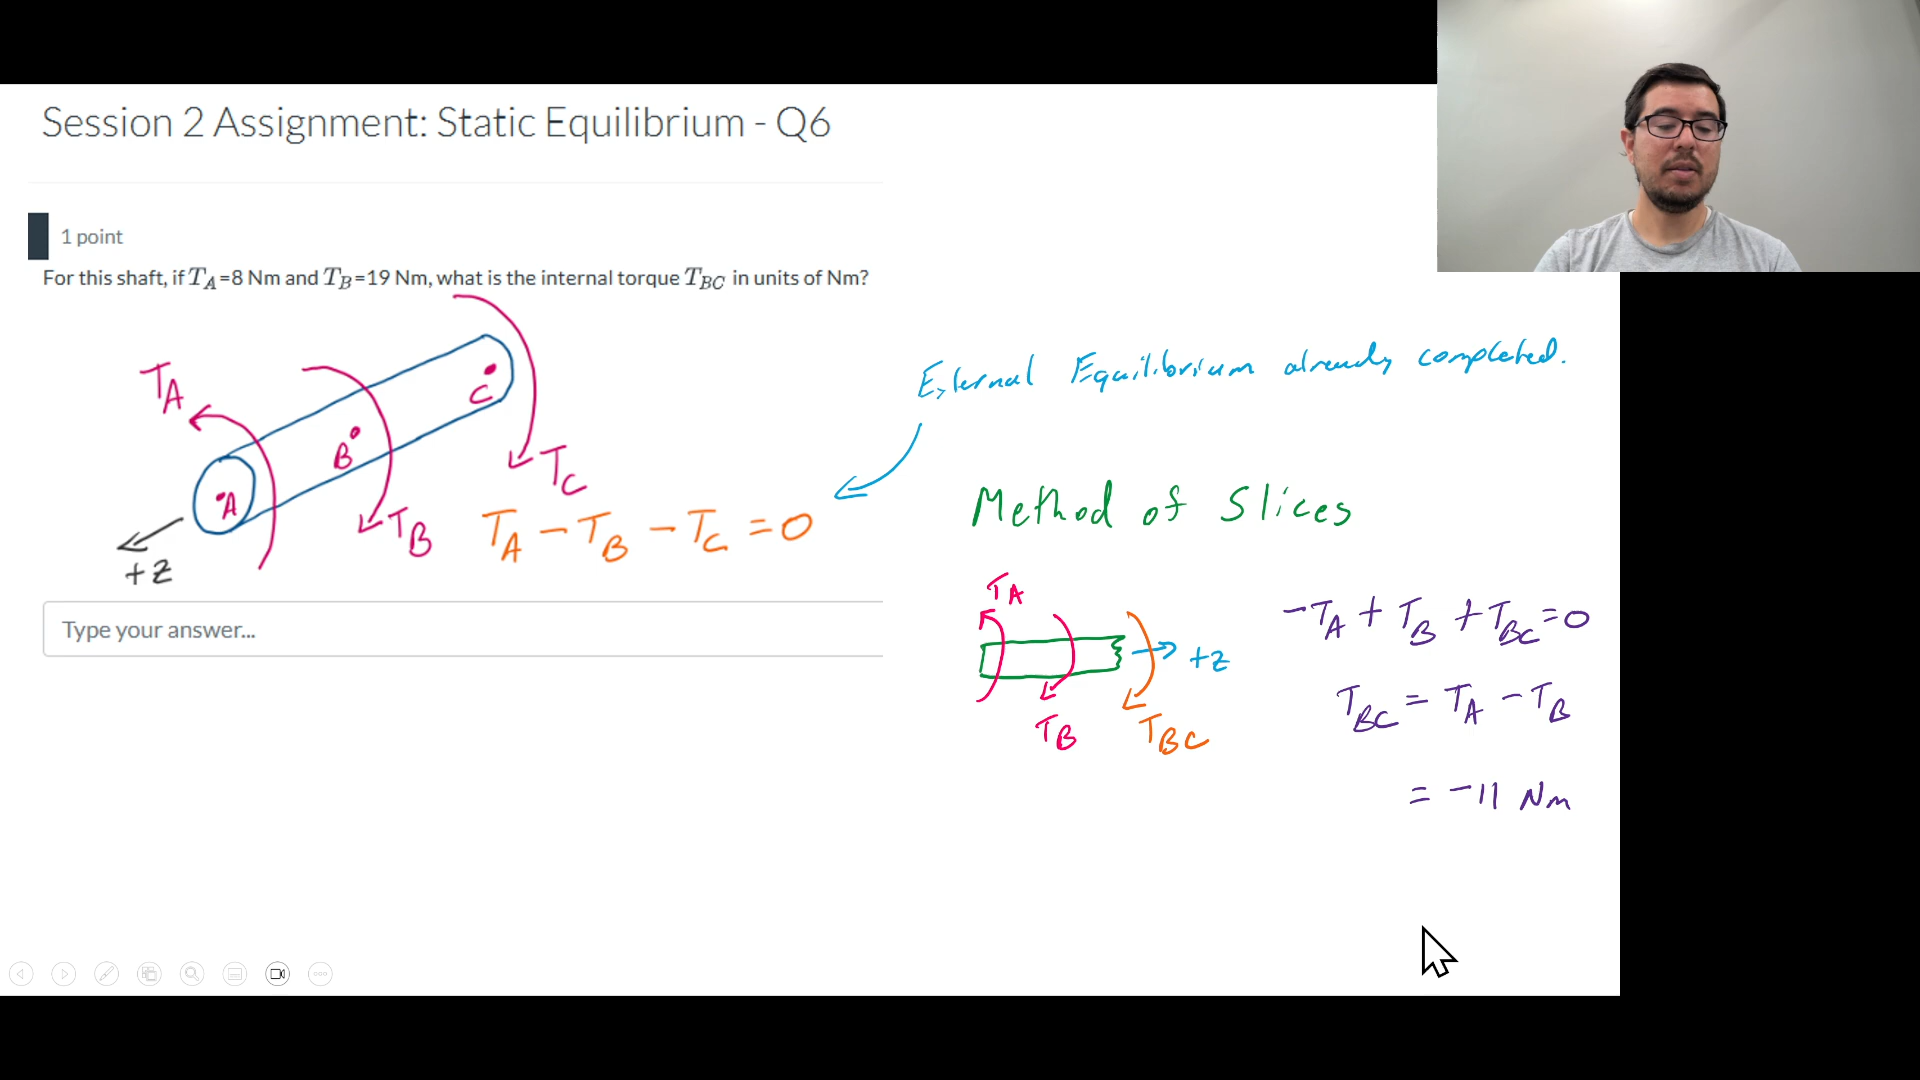 Session 2 Assignment: Static Equilibrium - Q6
1 point
For this shaft, if T_A=8 Nm and T_B=19 Nm, what is the internal torque T_BC in units of Nm?
T_A
C
B
A
T_C
T_B
+z
T_A - T_B - T_C = 0
Type your answer...
External Equilibrium already completed.
Method of Slices
T_A
+z
T_B
T_BC
-T_A + T_B + T_BC = 0
T_BC = T_A - T_B
= -11 Nm